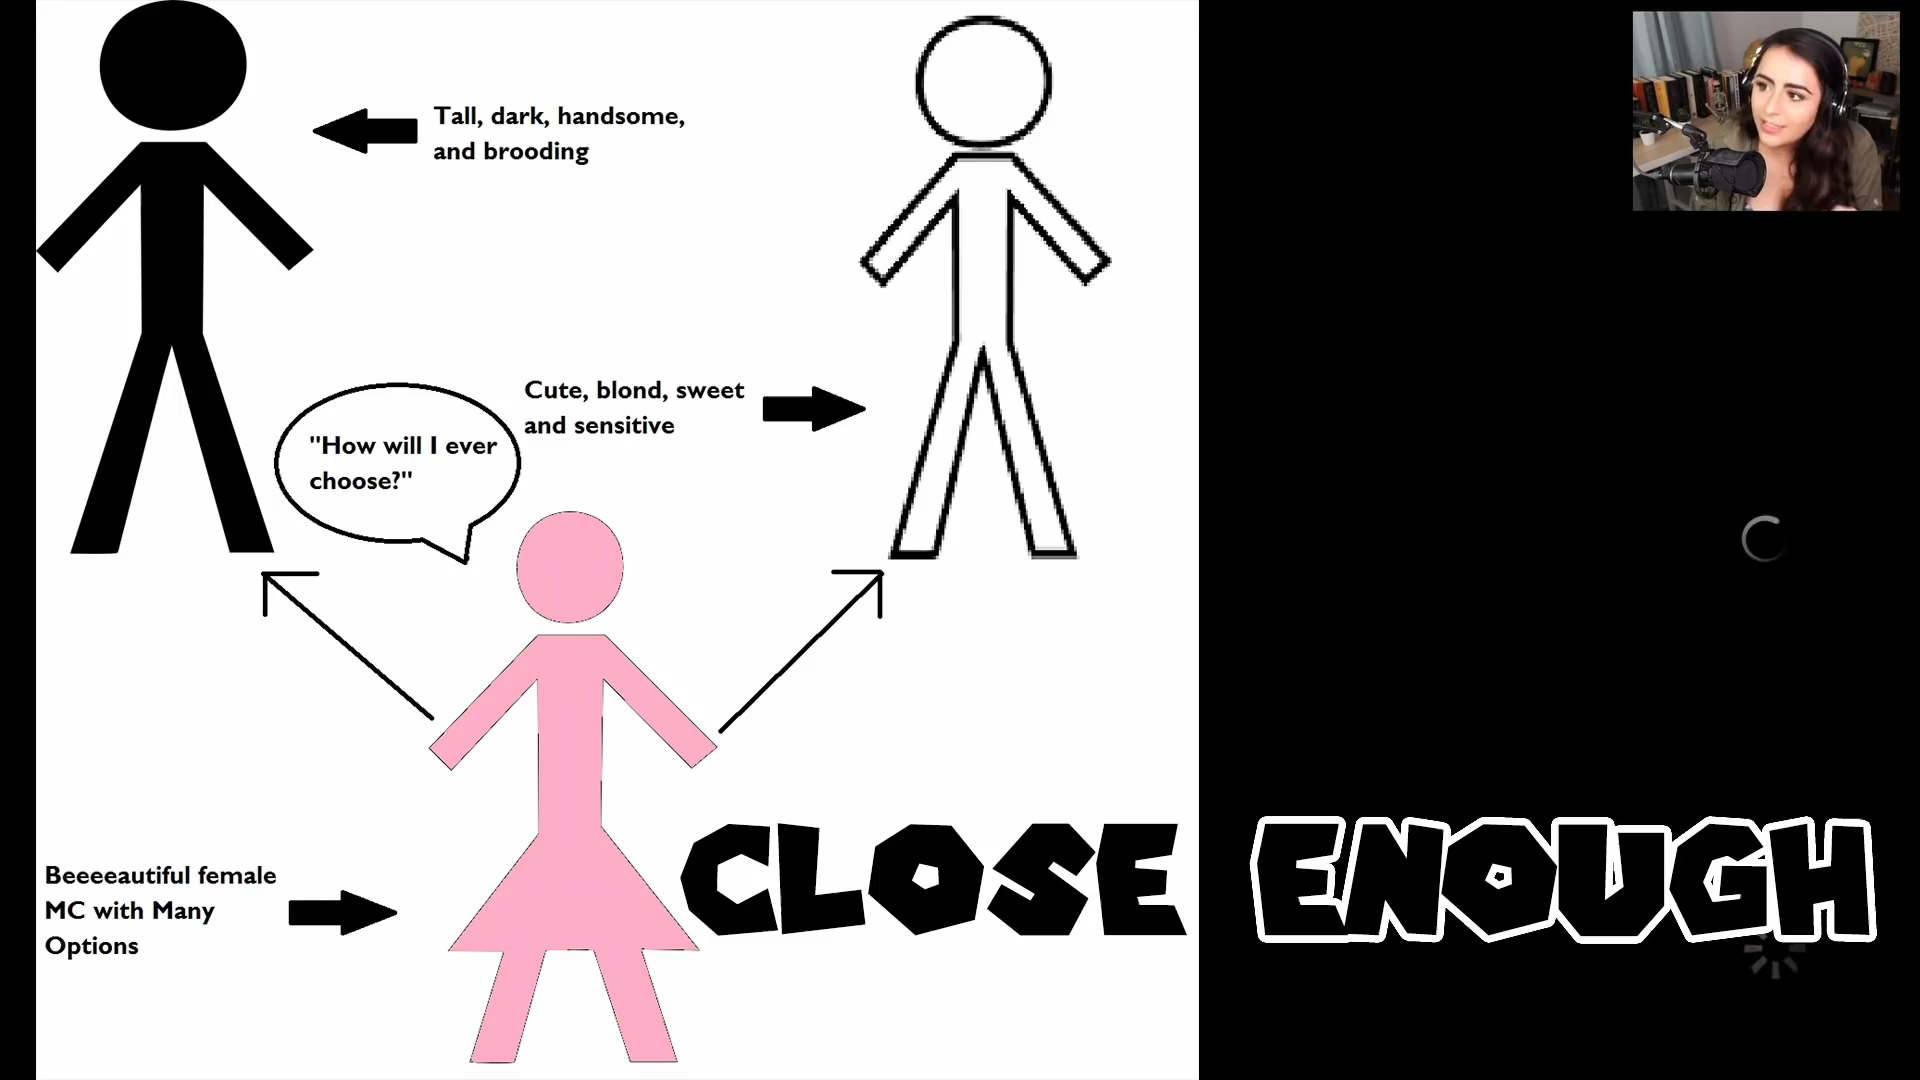 Tall, dark, handsome,
and brooding
Cute, blond, sweet
and sensitive
"How will I ever
choose?"
Beeeeautiful female
MC with Many
Options
CLOSE ENOUGH